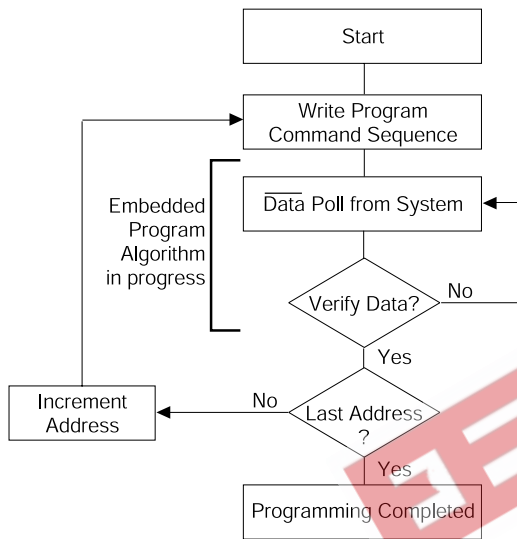 Start
Write Program
Command Sequence
Data Poll from System
Embedded
Program
Algorithm
in progress
Verify Data?
No
Yes
Increment
Address
No
Last Address
?
Yes
Programming Completed